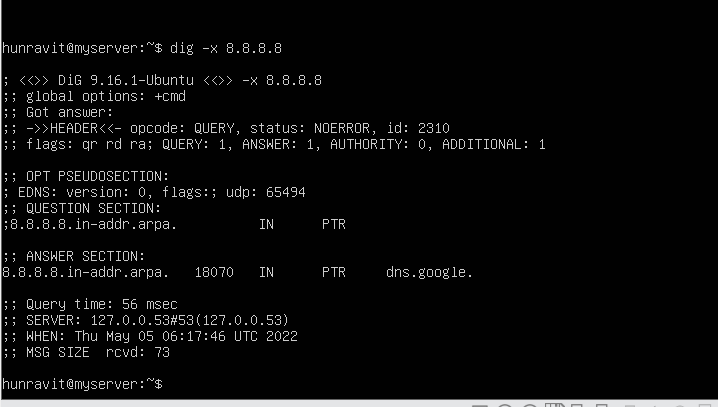 hunravit@myserver:~$ dig -x 8.8.8.8
; <<>> DiG 9.16.1-Ubuntu <<>> -x 8.8.8.8
;; global options: +cmd
;; Got answer:
;; ->>HEADER<<- opcode: QUERY, status: NOERROR, id: 2310
;; flags: qr rd ra; QUERY: 1, ANSWER: 1, AUTHORITY: 0, ADDITIONAL: 1
;; OPT PSEUDOSECTION:
; EDNS: version: 0, flags:; udp: 65494
;; QUESTION SECTION:
;8.8.8.8.in-addr.arpa. IN PTR
;; ANSWER SECTION:
8.8.8.8.in-addr.arpa. 18070 IN PTR dns.google.
;; Query time: 56 msec
;; SERVER: 127.0.0.53#53(127.0.0.53)
;; WHEN: Thu May 05 06:17:46 UTC 2022
;; MSG SIZE rcvd: 73
hunravit@myserver:~$